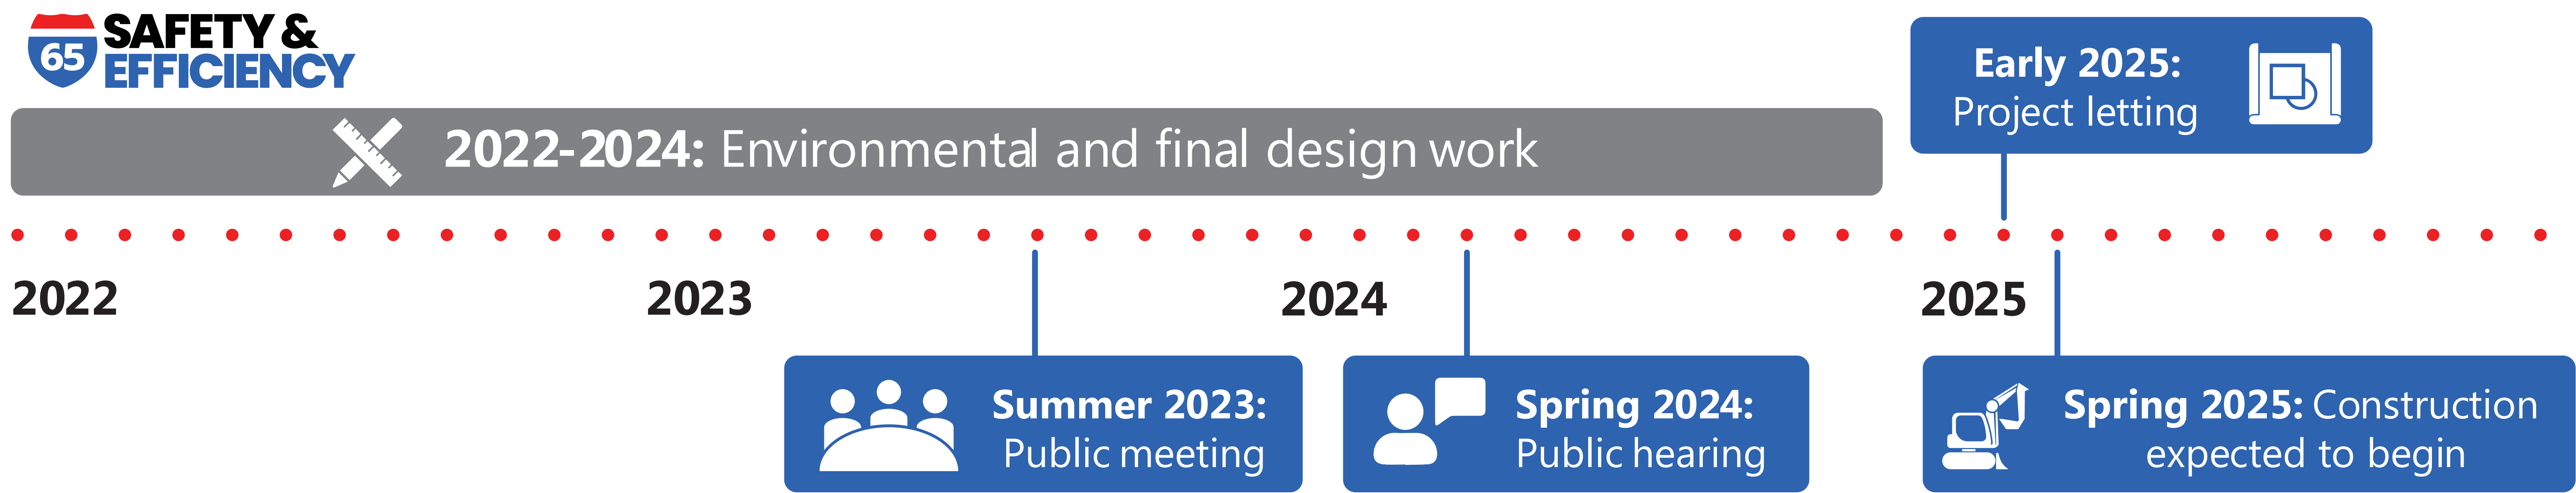 65
SAFETY &
EFFICIENCY
Early 2025:
Project letting
2022-2024: Environmental and final design work
2022
2023
2024
2025
Summer 2023:
Public meeting
Spring 2024:
Public hearing
Spring 2025: Construction
expected to begin